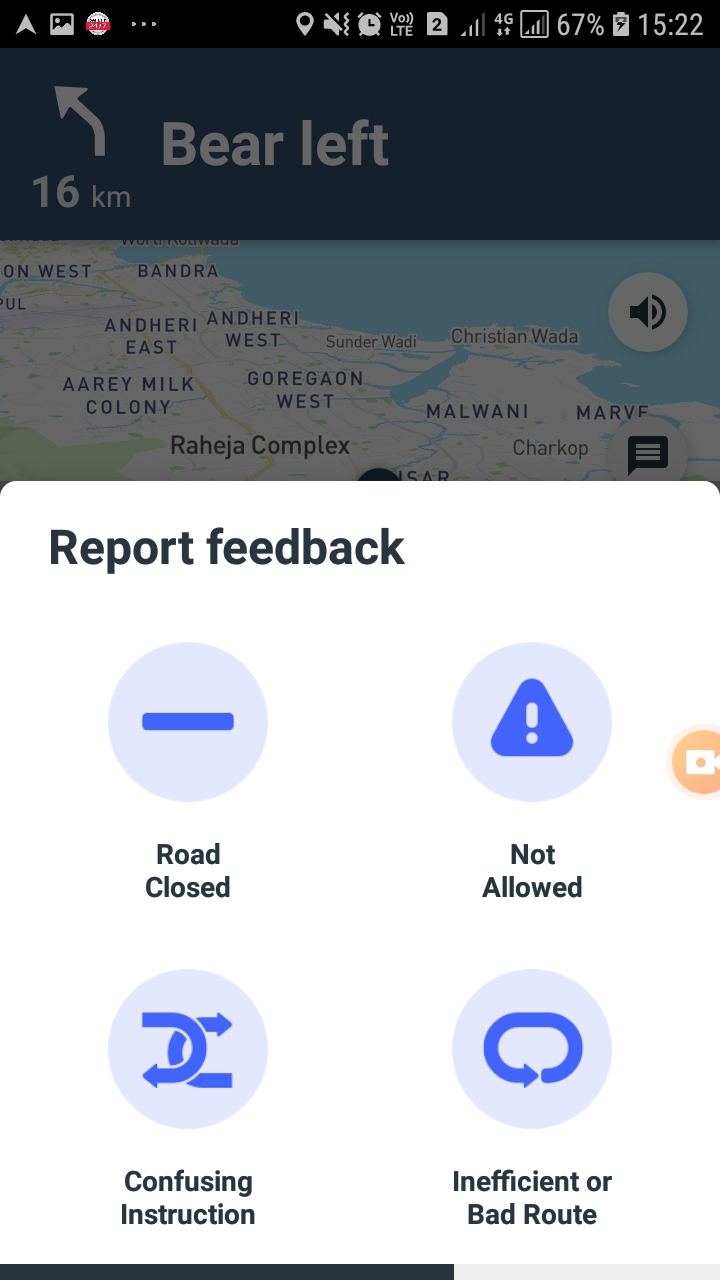 Vo))
LTE
2
4G
67%
15:22
Bear left
16 km
Worli Koliwada
ON WEST
BANDRA
PUL
ANDHERI
EAST
ANDHERI
WEST
Sunder Wadi
Christian Wada
AAREY MILK
COLONY
GOREGAON
WEST
MALWANI
MARVE
Raheja Complex
Charkop
ISAR
Report feedback
Road
Closed
Not
Allowed
Confusing
Instruction
Inefficient or
Bad Route